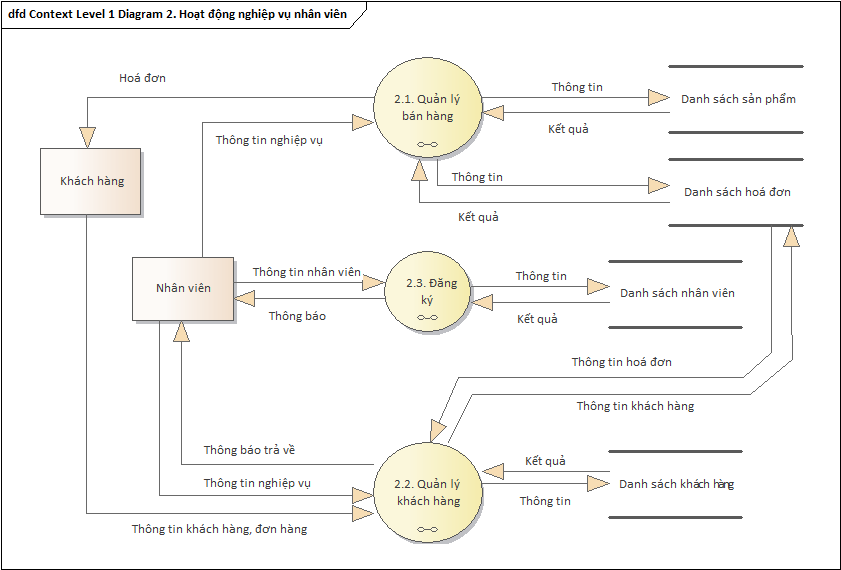 dfd Context Level 1 Diagram 2. Hoạt động nghiệp vụ nhân viên
Hoá đơn
2.1. Quản lý
bán hàng
Thông tin
Danh sách sản phẩm
Kết quả
Thông tin nghiệp vụ
Khách hàng
Thông tin
Danh sách hoá đơn
Kết quả
Nhân viên
Thông tin nhân viên
2.3. Đăng
ký
Thông tin
Danh sách nhân viên
Thông báo
Kết quả
Thông tin hoá đơn
Thông tin khách hàng
Thông báo trả về
Thông tin nghiệp vụ
2.2. Quản lý
khách hàng
Kết quả
Danh sách khách hàng
Thông tin
Thông tin khách hàng, đơn hàng